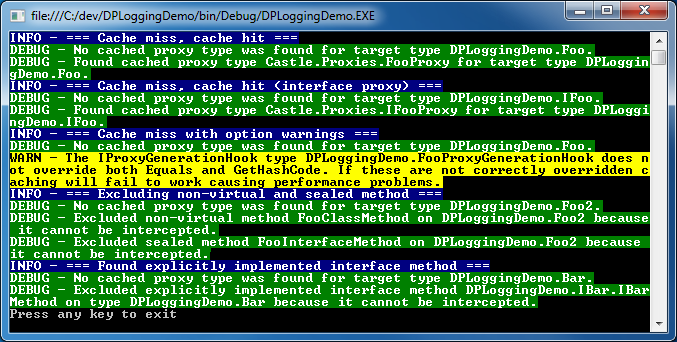 file:///C:/dev/DPLoggingDemo/bin/Debug/DPLoggingDemo.EXE
INFO - === Cache miss, cache hit ===
DEBUG - No cached proxy type was found for target type DPLoggingDemo.Foo.
DEBUG - Found cached proxy type Castle.Proxies.FooProxy for target type DPLoggin
gDemo.Foo.
INFO - === Cache miss, cache hit (interface proxy) ===
DEBUG - No cached proxy type was found for target type DPLoggingDemo.IFoo.
DEBUG - Found cached proxy type Castle.Proxies.IFooProxy for target type DPLoggi
ngDemo.IFoo.
INFO - === Cache miss with option warnings ===
DEBUG - No cached proxy type was found for target type DPLoggingDemo.Foo.
WARN - The IProxyGenerationHook type DPLoggingDemo.FooProxyGenerationHook does n
ot override both Equals and GetHashCode. If these are not correctly overridden c
aching will fail to work causing performance problems.
INFO - === Excluding non-virtual and sealed method ===
DEBUG - No cached proxy type was found for target type DPLoggingDemo.Foo2.
DEBUG - Excluded non-virtual method FooClassMethod on DPLoggingDemo.Foo2 because
it cannot be intercepted.
DEBUG - Excluded sealed method FooInterfaceMethod on DPLoggingDemo.Foo2 because
it cannot be intercepted.
INFO - === Found explicitly implemented interface method ===
DEBUG - No cached proxy type was found for target type DPLoggingDemo.Bar.
DEBUG - Excluded explicitly implemented interface method DPLoggingDemo.IBar.IBar
Method on type DPLoggingDemo.Bar because it cannot be intercepted.
Press any key to exit